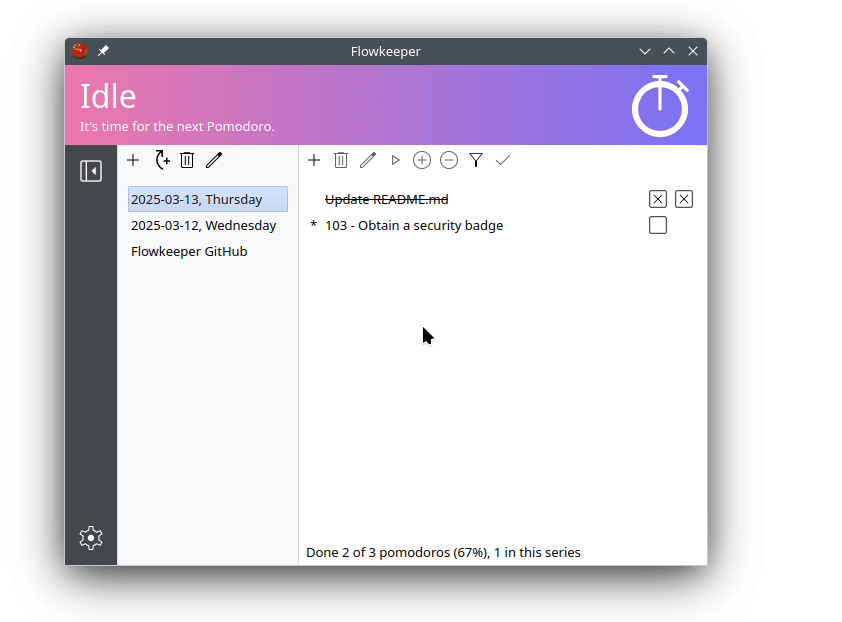 Flowkeeper
Idle
It's time for the next Pomodoro.
2025-03-13, Thursday
2025-03-12, Wednesday
Flowkeeper GitHub
Update README.md
* 103 - Obtain a security badge
Done 2 of 3 pomodoros (67%), 1 in this series